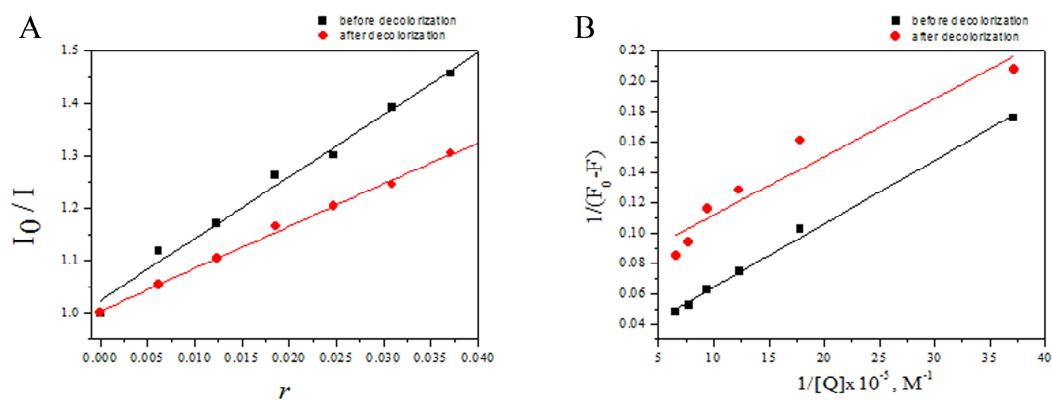 A
before decolorization
after decolorization
1.5
1.4
1.3
1.2
1.1
1.0
I0 / I
0.000 0.005 0.010 0.015 0.020 0.025 0.030 0.035 0.040
r
B
before decolorization
after decolorization
0.22
0.20
0.18
0.16
0.14
0.12
0.10
0.08
0.06
0.04
1/(F0-F)
5 10 15 20 25 30 35 40
1/[Q]x 10-5 , M-1